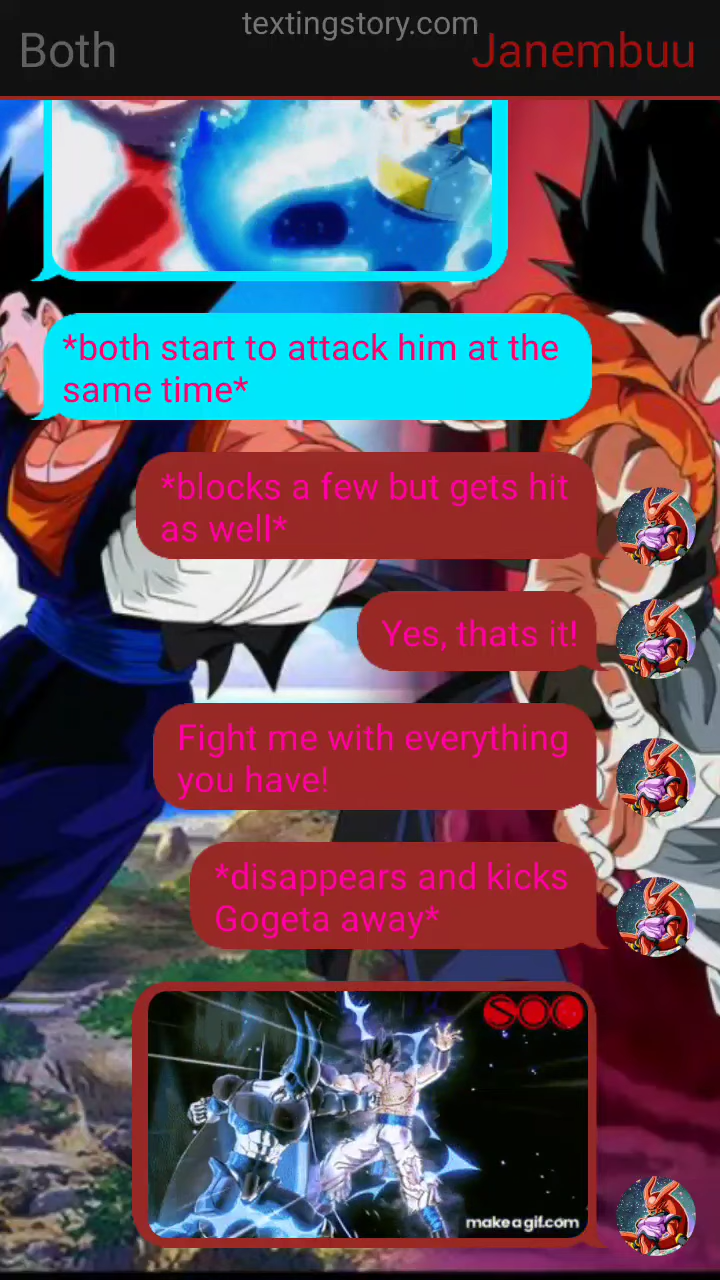 textingstory.com
Both
Janembuu
*both start to attack him at the
same time*
*blocks a few but gets hit
as well*
Yes, thats it!
Fight me with everything
you have!
*disappears and kicks
Gogeta away*
SOO
makeagif.com